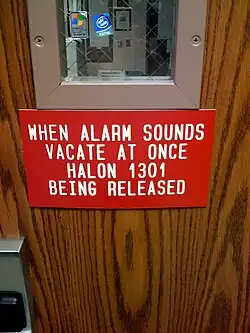 WHEN ALARM SOUNDS
VACATE AT ONCE
HALON 1301
BEING RELEASED